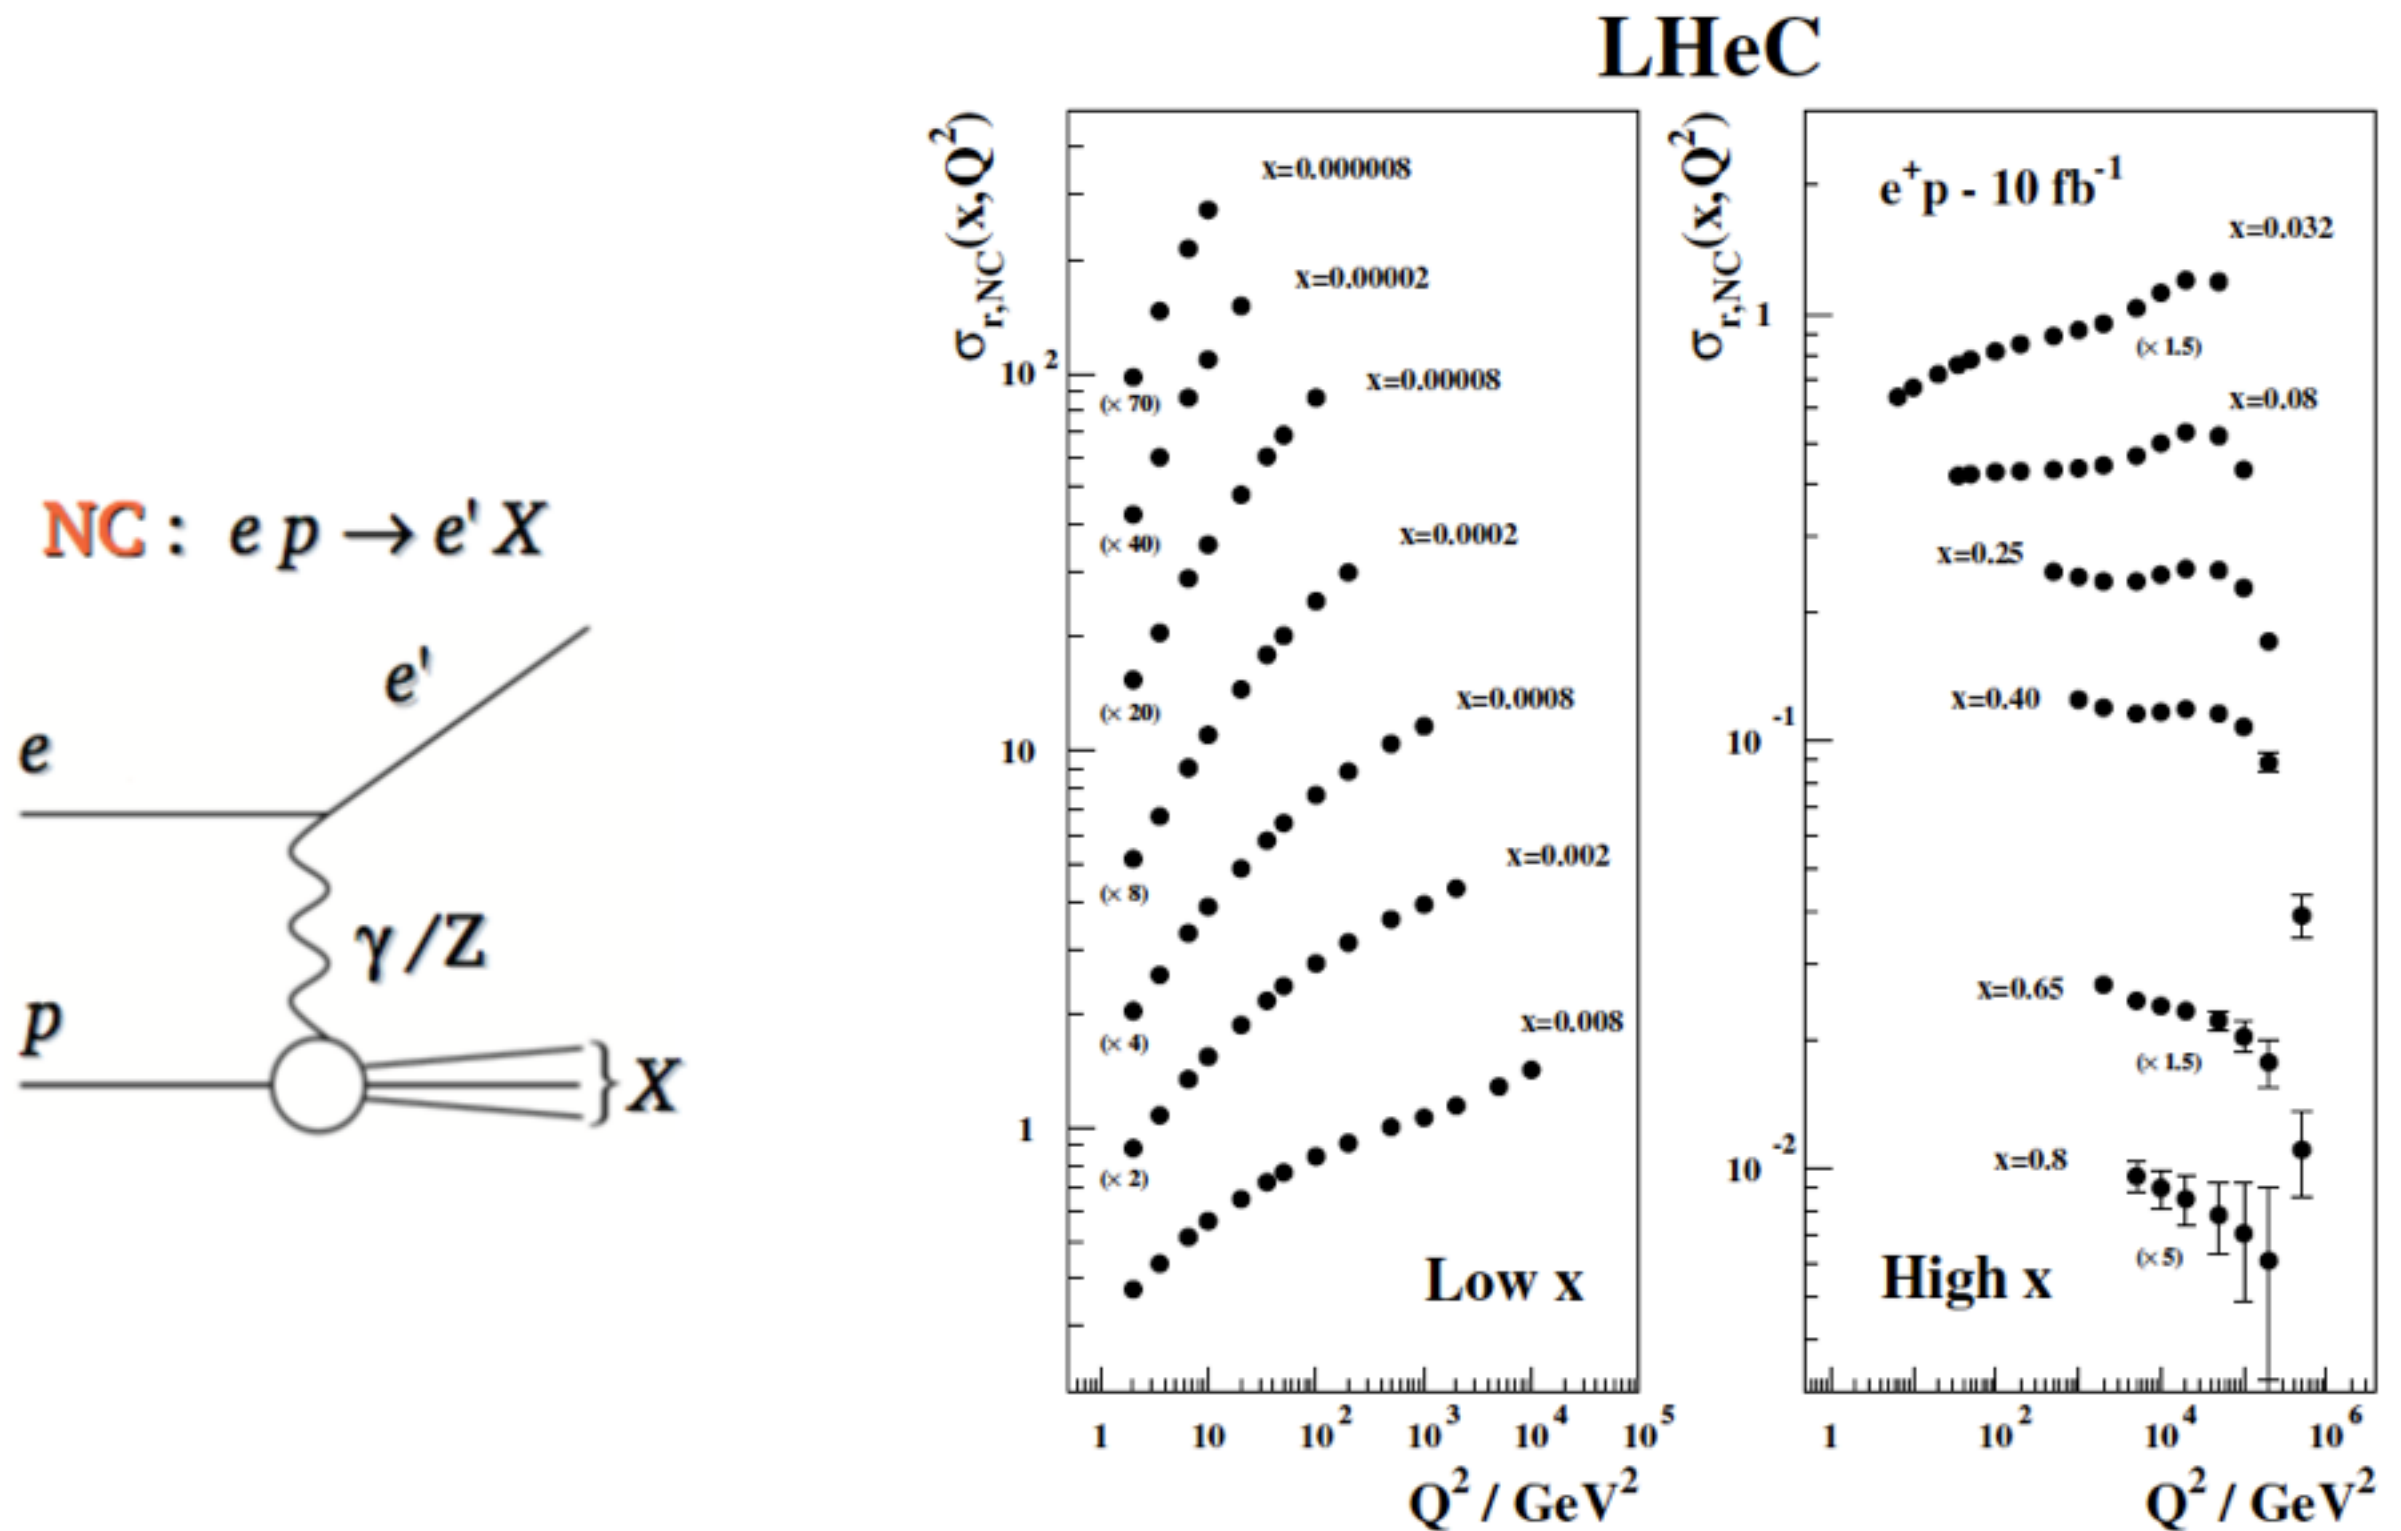 LHeC
NC : e p → e' X
e
e'
γ /Z
p
} X
σr,NC(x,Q²)
10²
10
1
x=0.000008
x=0.00002
(× 70)
x=0.00008
(× 40)
x=0.0002
(× 20)
x=0.0008
(× 8)
x=0.002
(× 4)
x=0.008
(× 2)
Low x
1 10 10² 10³ 10⁴ 10⁵
Q² / GeV²
σr,NC(x,Q²)
1
10⁻¹
10⁻²
e⁺p - 10 fb⁻¹
x=0.032
(× 1.5)
x=0.08
x=0.25
x=0.40
x=0.65
(× 1.5)
x=0.8
(× 5)
High x
1 10² 10⁴ 10⁶
Q² / GeV²